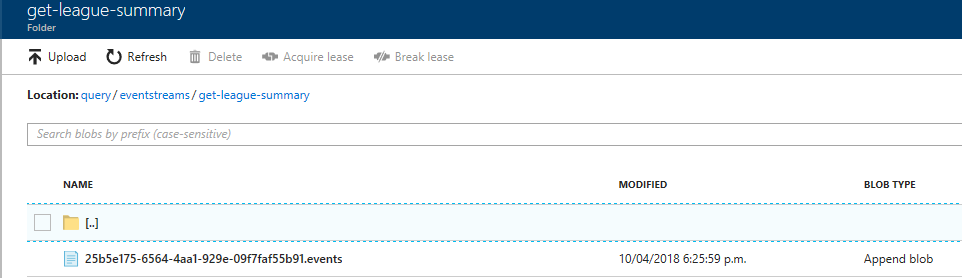 get-league-summary
Folder
Upload Refresh Delete Acquire lease Break lease
Location: query / eventstreams / get-league-summary
Search blobs by prefix (case-sensitive)
NAME MODIFIED BLOB TYPE
[..]
25b5e175-6564-4aa1-929e-09f7faf55b91.events 10/04/2018 6:25:59 p.m. Append blob